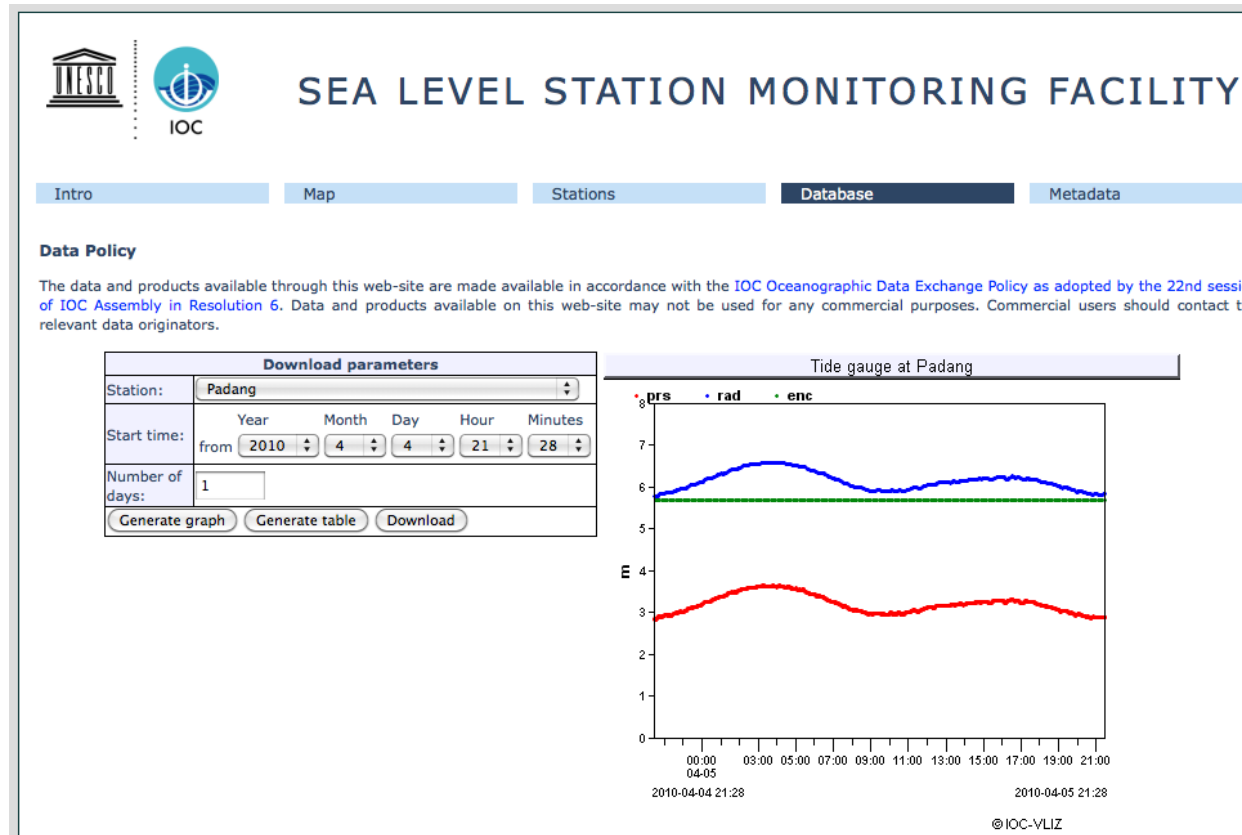 UNESCO
IOC
SEA LEVEL STATION MONITORING FACILITY
Intro Map Stations Database Metadata
Data Policy
The data and products available through this web-site are made available in accordance with the IOC Oceanographic Data Exchange Policy as adopted by the 22nd sessi
of IOC Assembly in Resolution 6. Data and products available on this web-site may not be used for any commercial purposes. Commercial users should contact t
relevant data originators.
Download parameters
Station: Padang
Year Month Day Hour Minutes
Start time: from 2010 4 4 21 28
Number of
days: 1
Generate graph Generate table Download
Tide gauge at Padang
prs rad enc
8
7
6
5
m 4
3
2
1
0
00:00 03:00 05:00 07:00 09:00 11:00 13:00 15:00 17:00 19:00 21:00
04-05
2010-04-04 21:28 2010-04-05 21:28
©IOC-VLIZ